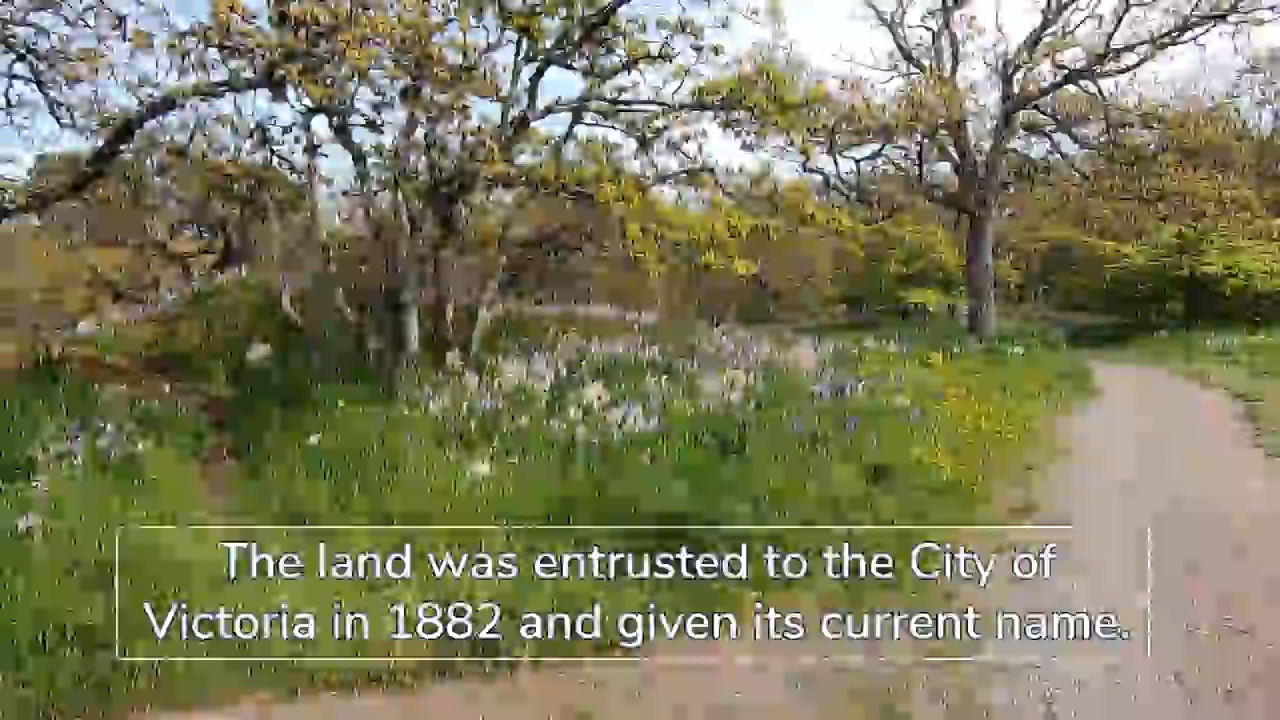 The land was entrusted to the City of
Victoria in 1882 and given its current name.